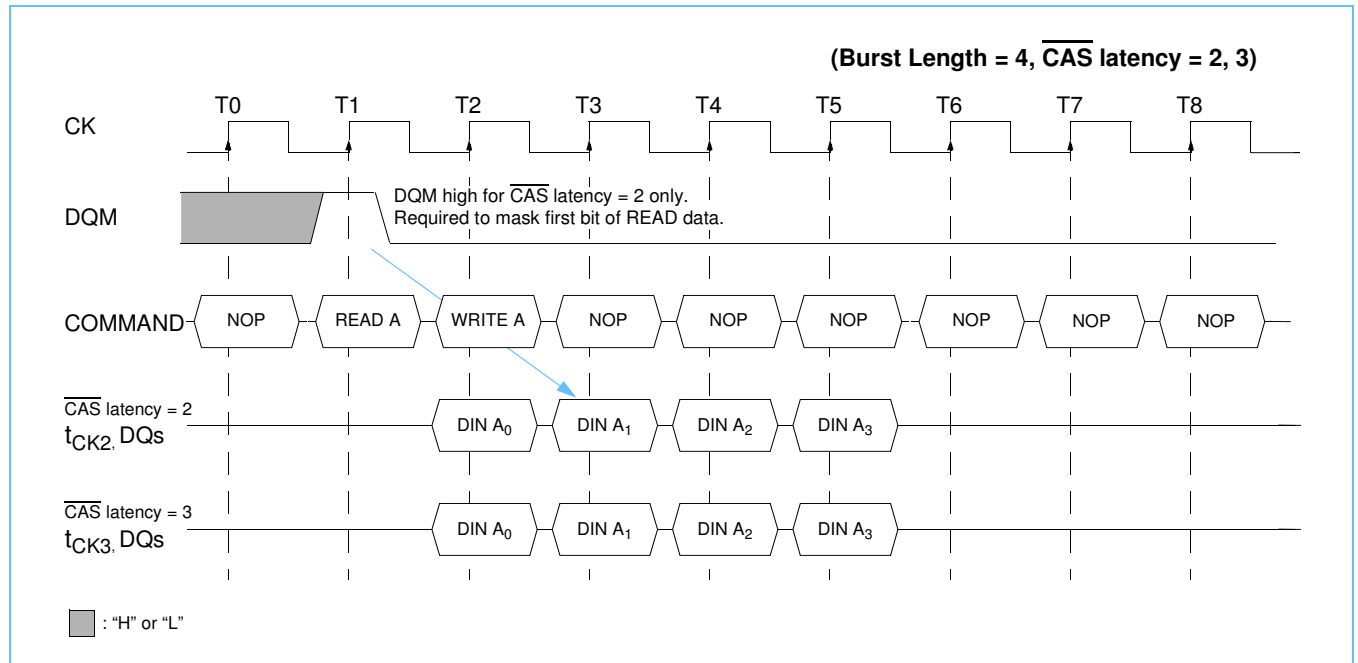 (Burst Length = 4, CAS latency = 2, 3)
T0 T1 T2 T3 T4 T5 T6 T7 T8
CK
DQM high for CAS latency = 2 only.
Required to mask first bit of READ data.
DQM
COMMAND NOP READ A WRITE A NOP NOP NOP NOP NOP NOP
CAS latency = 2
tCK2, DQs
DIN A0 DIN A1 DIN A2 DIN A3
CAS latency = 3
tCK3, DQs
DIN A0 DIN A1 DIN A2 DIN A3
: “H” or “L”